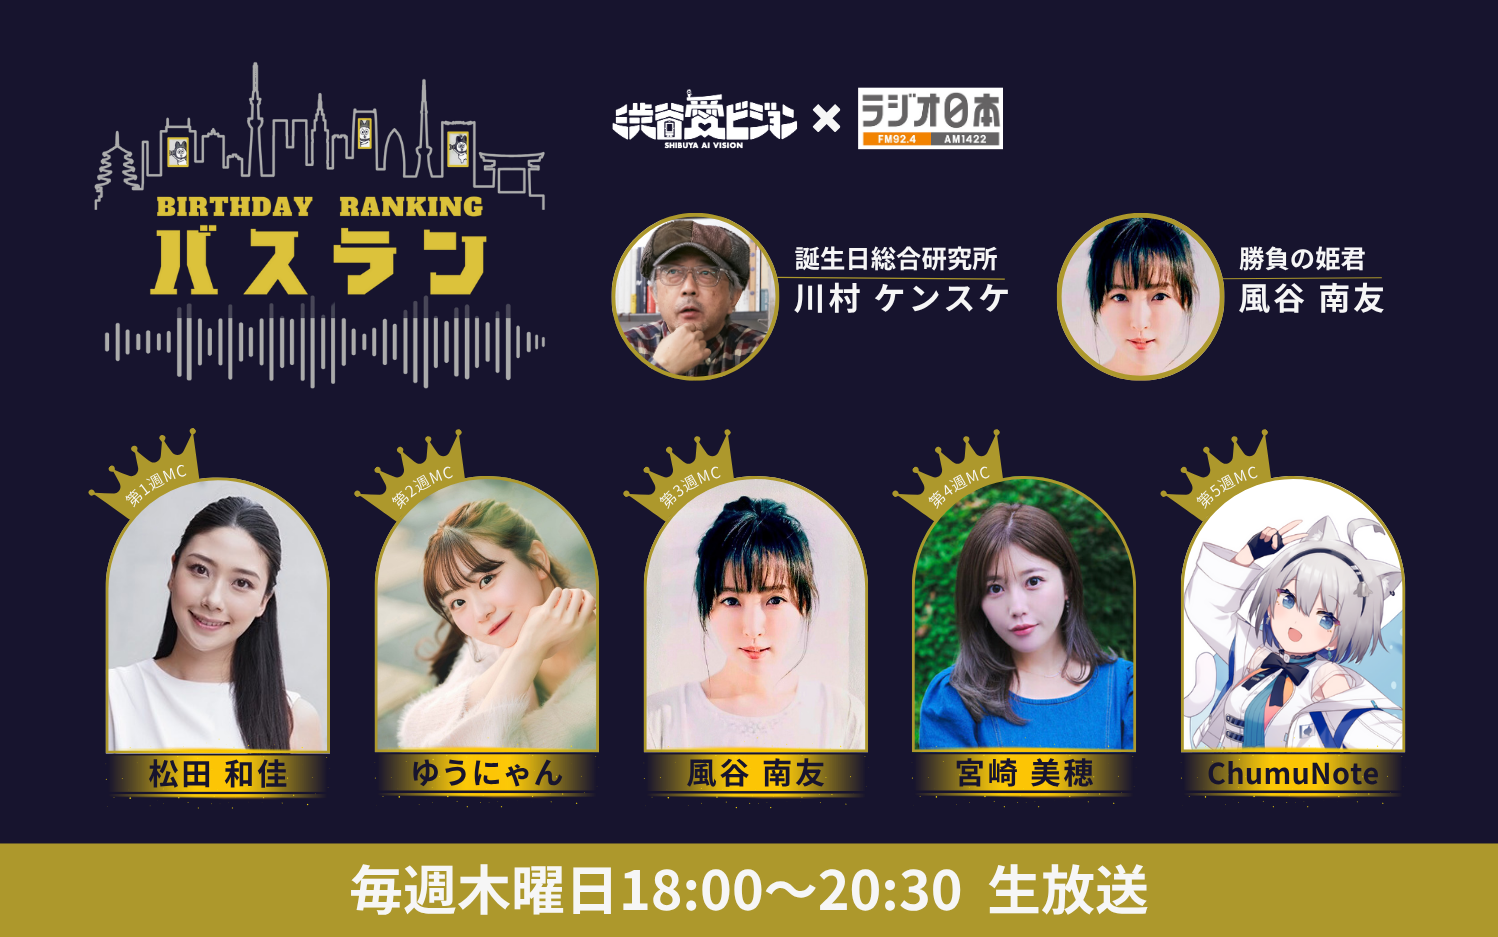 BIRTHDAY RANKING
バスラン
渋谷愛ビジョン
SHIBUYA AI VISION
×
ラジオ日本
FM92.4 AM1422
誕生日総合研究所
川村 ケンスケ
勝負の姫君
風谷 南友
第1週MC
松田 和佳
第2週MC
ゆうにゃん
第3週MC
風谷 南友
第4週MC
宮崎 美穂
第5週MC
ChumuNote
毎週木曜日18:00〜20:30 生放送